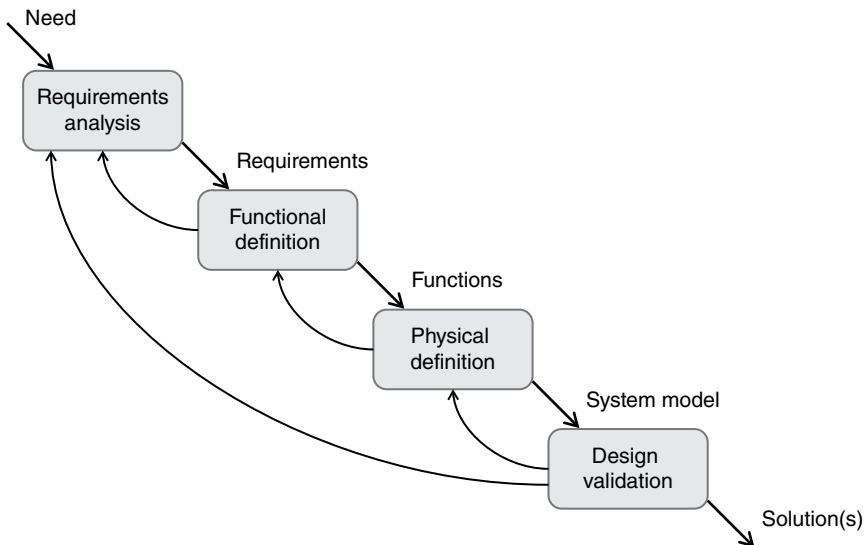 Need
Requirements
analysis
Requirements
Functional
definition
Functions
Physical
definition
System model
Design
validation
Solution(s)